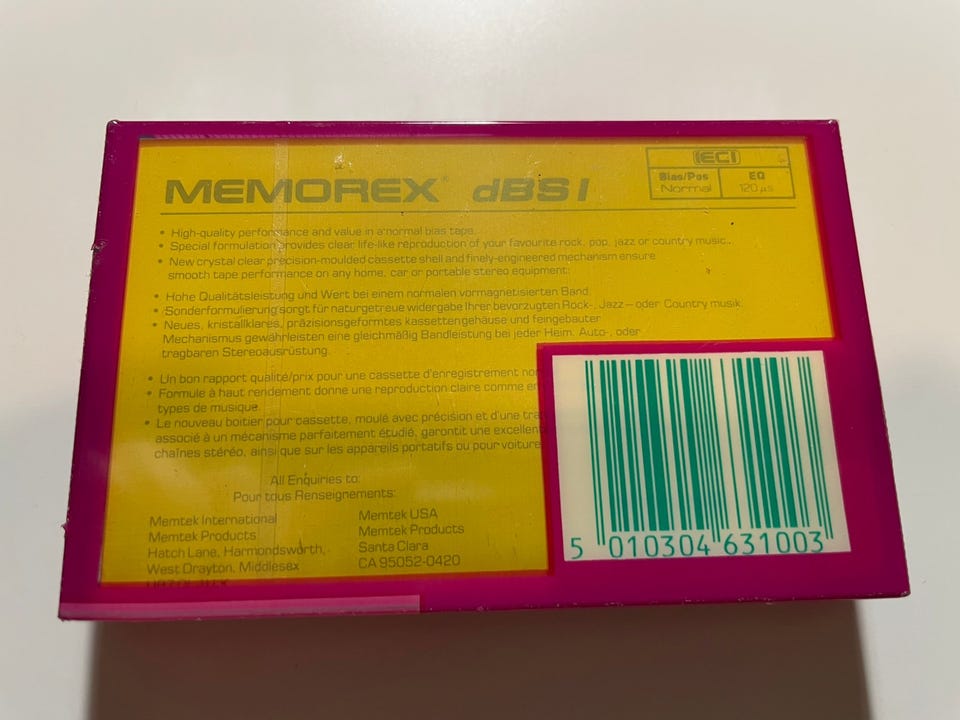 IECI
Bias/Pos EQ
Normal 120 µs
MEMOREX dBS I
• High-quality performance and value in a normal bias tape.
• Special formulation provides clear, life-like reproduction of your favourite rock, pop, jazz or country music.
• New crystal clear precision-moulded cassette shell and finely-engineered mechanism ensure
smooth tape performance on any home, car or portable stereo equipment.
• Hohe Qualitätsleistung und Wert bei einem normalen vormagnetisierten Band.
• Sonderformulierung sorgt für naturgetreue widergabe Ihrer bevorzugten Rock-, Jazz – oder Country musik.
• Neues, kristallklares, präzisionsgeformtes kassettengehäuse und feingebauter
Mechanismus gewährleisten eine gleichmäßig Bandleistung bei jeder Heim. Auto-, oder
tragbaren Stereoausrüstung.
• Un bon rapport qualité/prix pour une cassette d'enregistrement
• Formule à haut rendement donne une reproduction claire comme
types de musique.
• Le nouveau boitier pour cassette, moulé avec précision et d'une
associé à un mécanisme parfaitement étudié, garantit une
chaînes stéréo, ainsi que sur les appareils portatifs ou pour voiture
All Enquiries to:
Pour tous Renseignements:
Memtek International
Memtek Products
Hatch Lane, Harmondsworth,
West Drayton, Middlesex
Memtek USA
Memtek Products
Santa Clara
CA 95052-0420
5 010304 631003